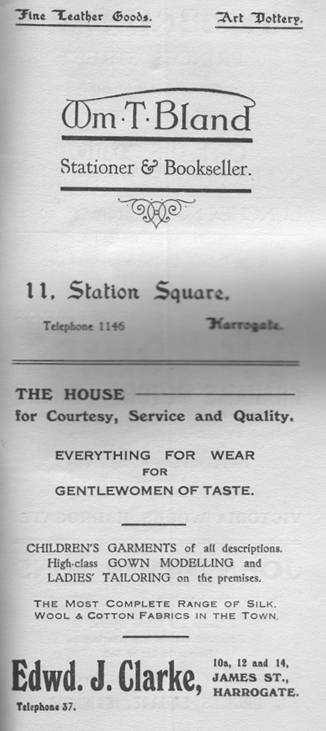 Fine Leather Goods. Art Pottery.
Wm·T·Bland
Stationer & Bookseller.
11, Station Square,
Telephone 1146 Harrogate.
THE HOUSE
for Courtesy, Service and Quality.
EVERYTHING FOR WEAR
FOR
GENTLEWOMEN OF TASTE.
CHILDREN'S GARMENTS of all descriptions.
High-class GOWN MODELLING and
LADIES' TAILORING on the premises.
THE MOST COMPLETE RANGE OF SILK,
WOOL & COTTON FABRICS IN THE TOWN.
Edwd. J. Clarke,
10a, 12 and 14,
JAMES ST.,
HARROGATE.
Telephone 37.